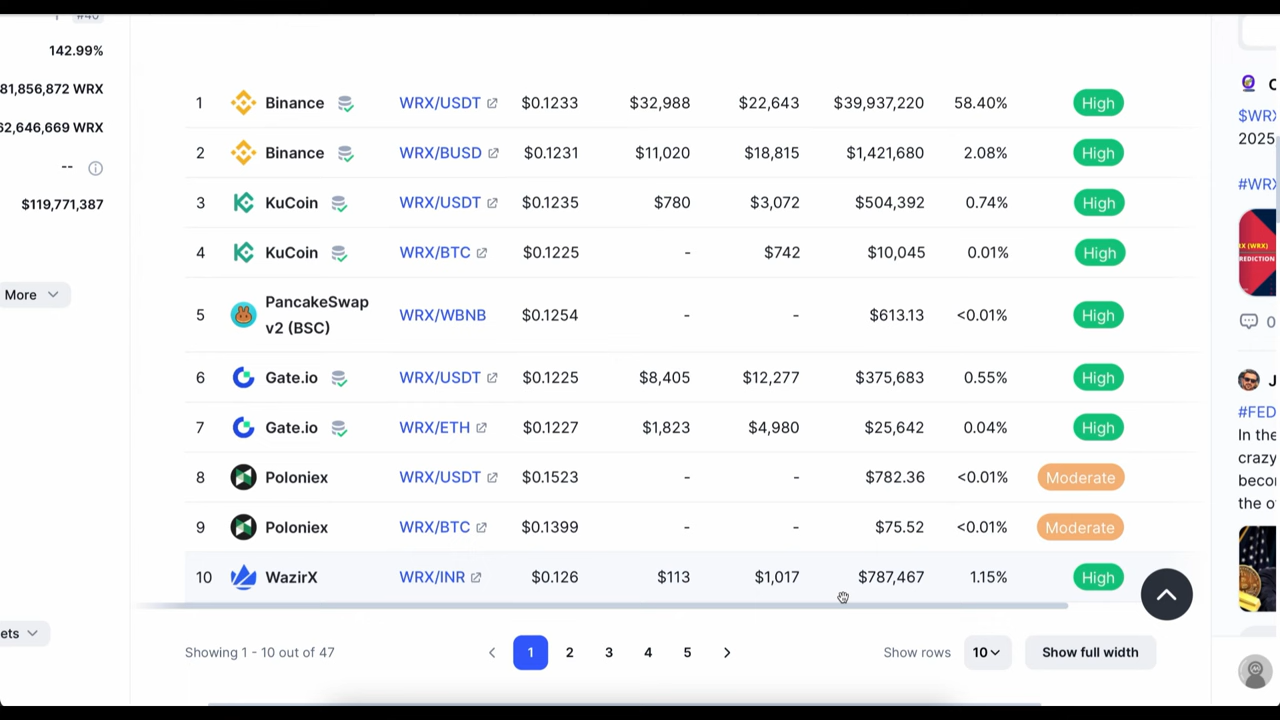 #40
142.99%
81,856,872 WRX
62,646,669 WRX
--
$119,771,387
More
ets
1 Binance WRX/USDT $0.1233 $32,988 $22,643 $39,937,220 58.40% High
2 Binance WRX/BUSD $0.1231 $11,020 $18,815 $1,421,680 2.08% High
3 KuCoin WRX/USDT $0.1235 $780 $3,072 $504,392 0.74% High
4 KuCoin WRX/BTC $0.1225 - $742 $10,045 0.01% High
5 PancakeSwap v2 (BSC) WRX/WBNB $0.1254 - - $613.13 <0.01% High
6 Gate.io WRX/USDT $0.1225 $8,405 $12,277 $375,683 0.55% High
7 Gate.io WRX/ETH $0.1227 $1,823 $4,980 $25,642 0.04% High
8 Poloniex WRX/USDT $0.1523 - - $782.36 <0.01% Moderate
9 Poloniex WRX/BTC $0.1399 - - $75.52 <0.01% Moderate
10 WazirX WRX/INR $0.126 $113 $1,017 $787,467 1.15% High
Showing 1 - 10 out of 47
1 2 3 4 5
Show rows 10 Show full width
$WRX
2025
#WRX
RX (WRX)
REDICTION
0
J
#FED
In the
crazy
becor
the o